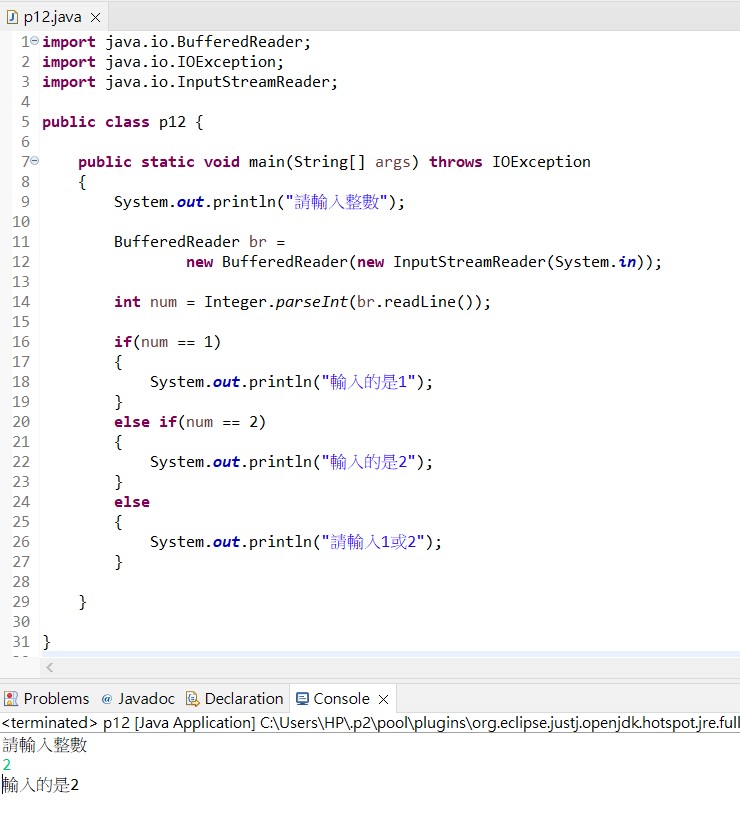 p12.java
1 import java.io.BufferedReader;
2 import java.io.IOException;
3 import java.io.InputStreamReader;
4
5 public class p12 {
6
7     public static void main(String[] args) throws IOException
8     {
9         System.out.println("請輸入整數");
10
11         BufferedReader br =
12                 new BufferedReader(new InputStreamReader(System.in));
13
14         int num = Integer.parseInt(br.readLine());
15
16         if(num == 1)
17         {
18             System.out.println("輸入的是1");
19         }
20         else if(num == 2)
21         {
22             System.out.println("輸入的是2");
23         }
24         else
25         {
26             System.out.println("請輸入1或2");
27         }
28
29     }
30
31 }
Problems @ Javadoc Declaration Console
<terminated> p12 [Java Application] C:\Users\HP\.p2\pool\plugins\org.eclipse.justj.openjdk.hotspot.jre.full
請輸入整數
2
輸入的是2